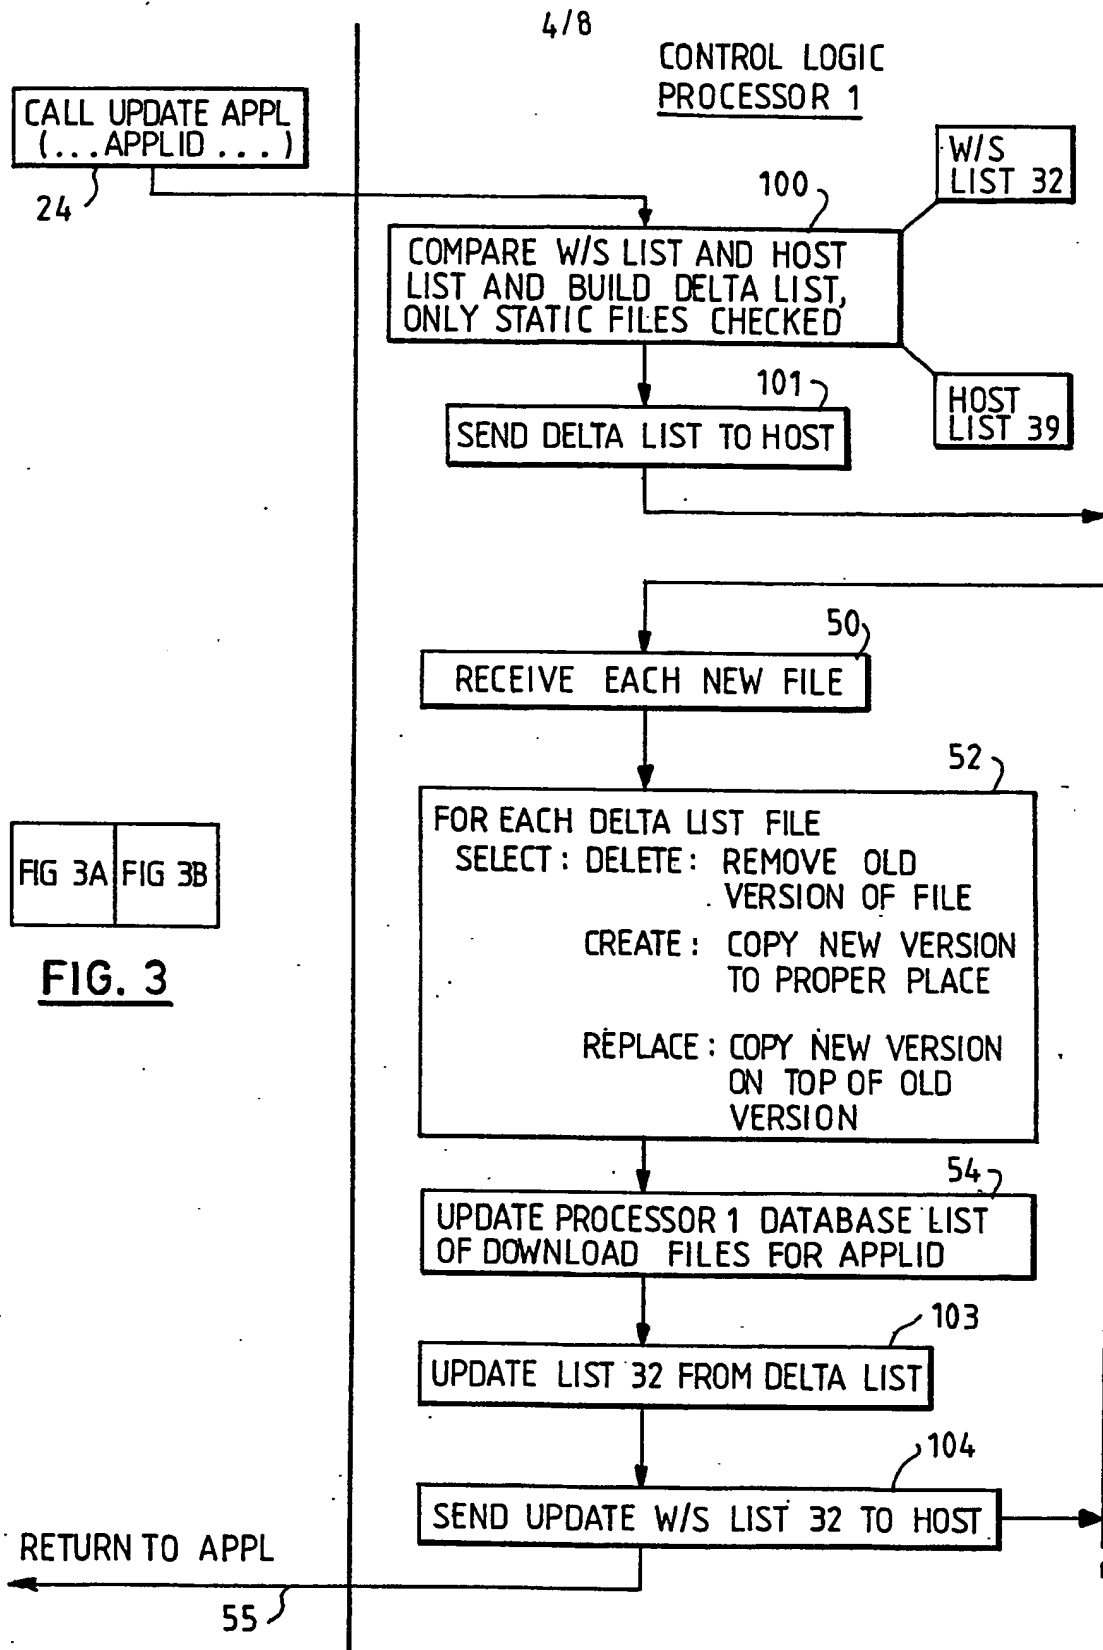 4/8
CONTROL LOGIC
PROCESSOR 1
CALL UPDATE APPL
(...APPLID...)
24
W/S
LIST 32
100
COMPARE W/S LIST AND HOST
LIST AND BUILD DELTA LIST,
ONLY STATIC FILES CHECKED
HOST
LIST 39
101
SEND DELTA LIST TO HOST
50
RECEIVE EACH NEW FILE
52
FOR EACH DELTA LIST FILE
SELECT: DELETE: REMOVE OLD
VERSION OF FILE
CREATE: COPY NEW VERSION
TO PROPER PLACE
REPLACE: COPY NEW VERSION
ON TOP OF OLD
VERSION
FIG 3A FIG 3B
FIG. 3
54
UPDATE PROCESSOR 1 DATABASE LIST
OF DOWNLOAD FILES FOR APPLID
103
UPDATE LIST 32 FROM DELTA LIST
104
SEND UPDATE W/S LIST 32 TO HOST
RETURN TO APPL
55